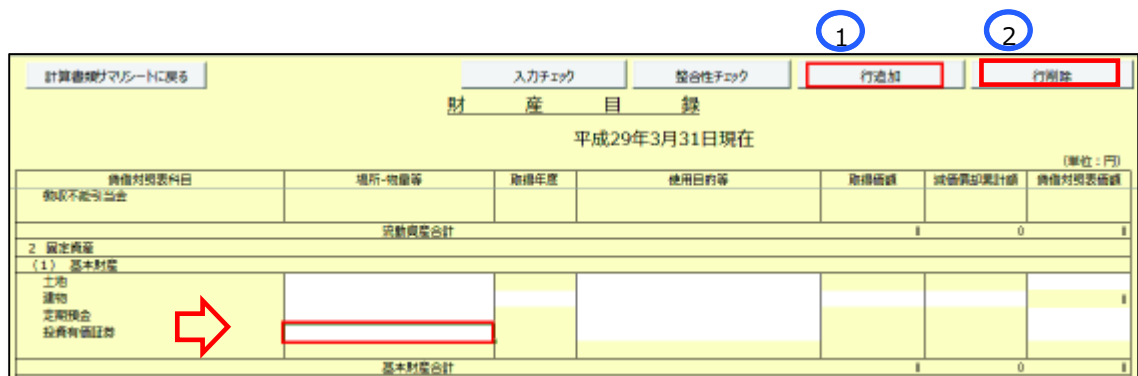 1 2
計算書類サマリシートに戻る 入力チェック 整合性チェック 行追加 行削除
財産目録
平成29年3月31日現在
(単位:円)
貸借対照表科目 場所・物量等 取得年度 使用目的等 取得価額 減価償却累計額 貸借対照表価額
徴収不能引当金
流動資産合計 0
2 固定資産
(1) 基本財産
土地
建物
定期預金
投資有価証券
基本財産合計 0